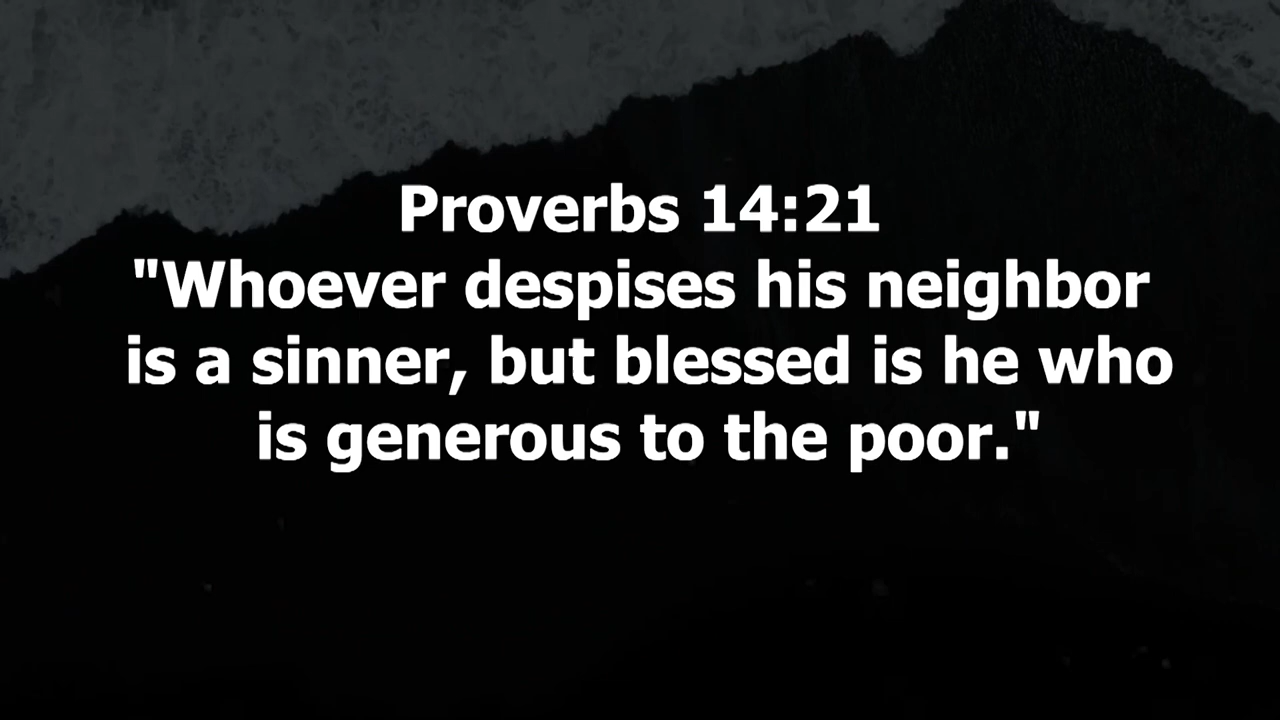 Proverbs 14:21
"Whoever despises his neighbor
is a sinner, but blessed is he who
is generous to the poor."